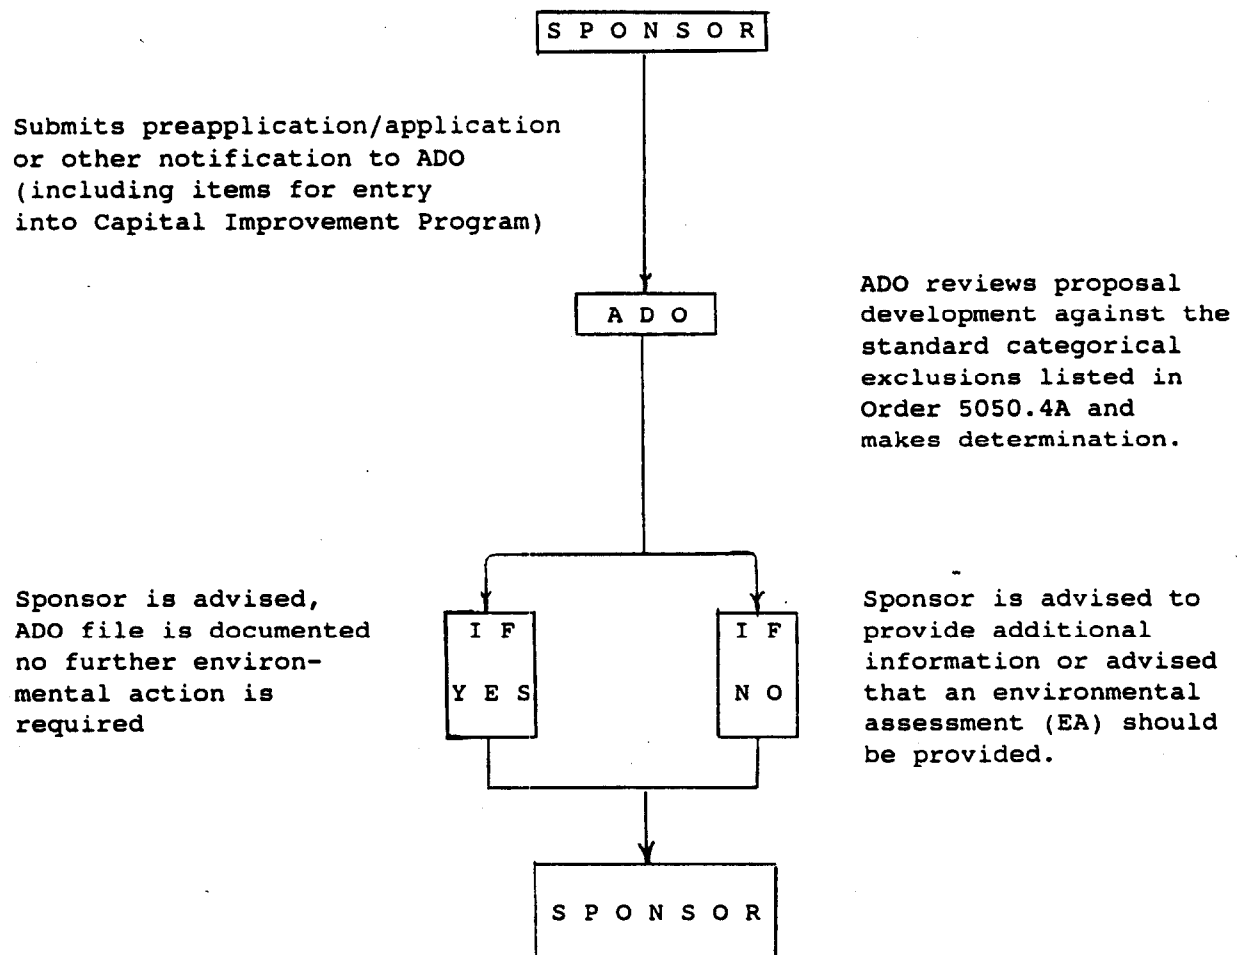 S P O N S O R
Submits preapplication/application
or other notification to ADO
(including items for entry
into Capital Improvement Program)
A D O
ADO reviews proposal
development against the
standard categorical
exclusions listed in
Order 5050.4A and
makes determination.
Sponsor is advised,
ADO file is documented
no further environ-
mental action is
required
I F
Y E S
I F
N O
Sponsor is advised to
provide additional
information or advised
that an environmental
assessment (EA) should
be provided.
S P O N S O R